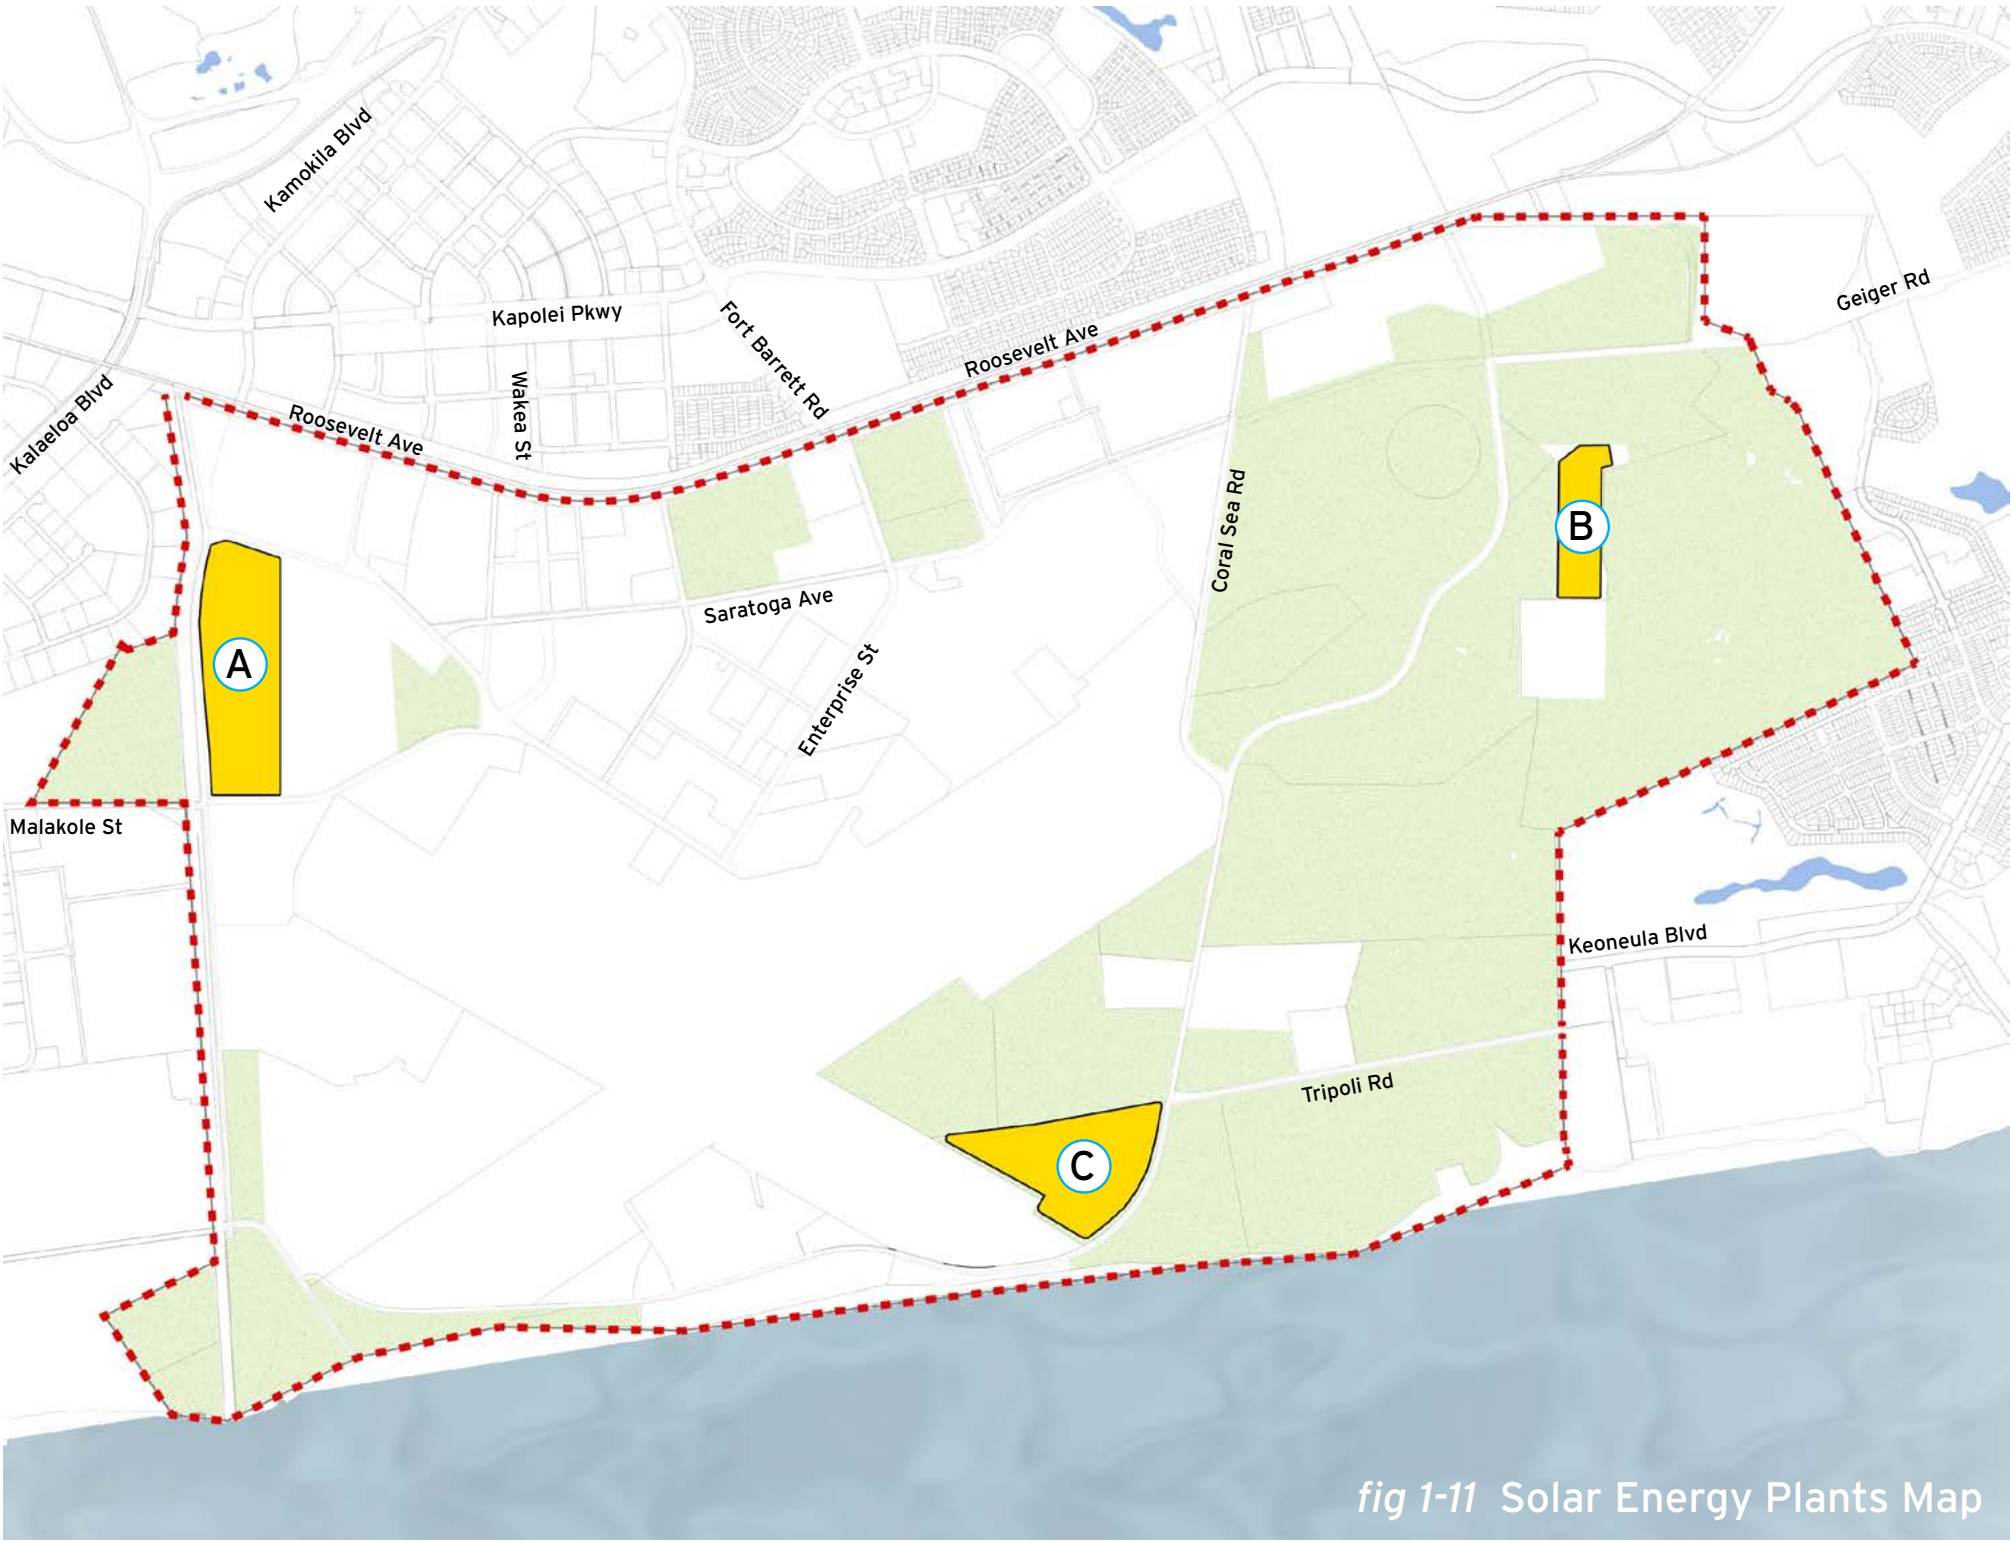 Kamokila Blvd
Kapolei Pkwy
Fort Barrett Rd
Roosevelt Ave
Geiger Rd
Kalaeloa Blvd
Roosevelt Ave
Wakea St
Coral Sea Rd
B
Saratoga Ave
A
Enterprise St
Malakole St
Keoneula Blvd
Tripoli Rd
C
fig 1-11 Solar Energy Plants Map